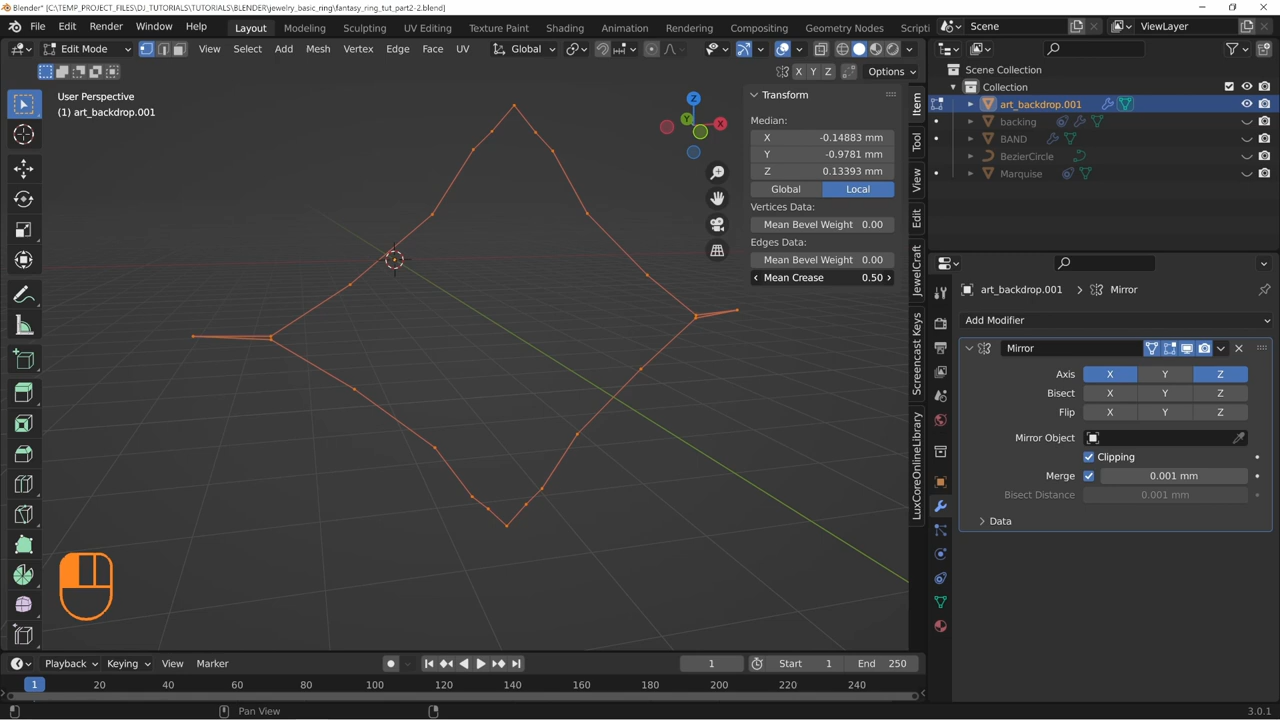 Blender* [C:\TEMP_PROJECT_FILES\DJ_TUTORIALS\TUTORIALS\BLENDER\jewelry_basic_ring\fantasy_ring_tut_part2-2.blend]
File Edit Render Window Help Layout Modeling Sculpting UV Editing Texture Paint Shading Animation Rendering Compositing Geometry Nodes Scene ViewLayer
Edit Mode View Select Add Mesh Vertex Edge Face UV Global
X Y Z Options
User Perspective
(1) art_backdrop.001
Z
Y
X
Transform
Median:
X -0.14883 mm
Y -0.9781 mm
Z 0.13393 mm
Global Local
Vertices Data:
Mean Bevel Weight 0.00
Edges Data:
Mean Bevel Weight 0.00
Mean Crease 0.50
Item
Tool
View
Edit
JewelCraft
Screencast Keys
LuxCoreOnlineLibrary
Scene Collection
Collection
art_backdrop.001
backing
BAND
BezierCircle
Marquise
art_backdrop.001 > Mirror
Add Modifier
Mirror
Axis X Y Z
Bisect X Y Z
Flip X Y Z
Mirror Object
Clipping
Merge 0.001 mm
Bisect Distance 0.001 mm
Data
Playback Keying View Marker 1 Start 1 End 250
1 20 40 60 80 100 120 140 160 180 200 220 240
Pan View 3.0.1